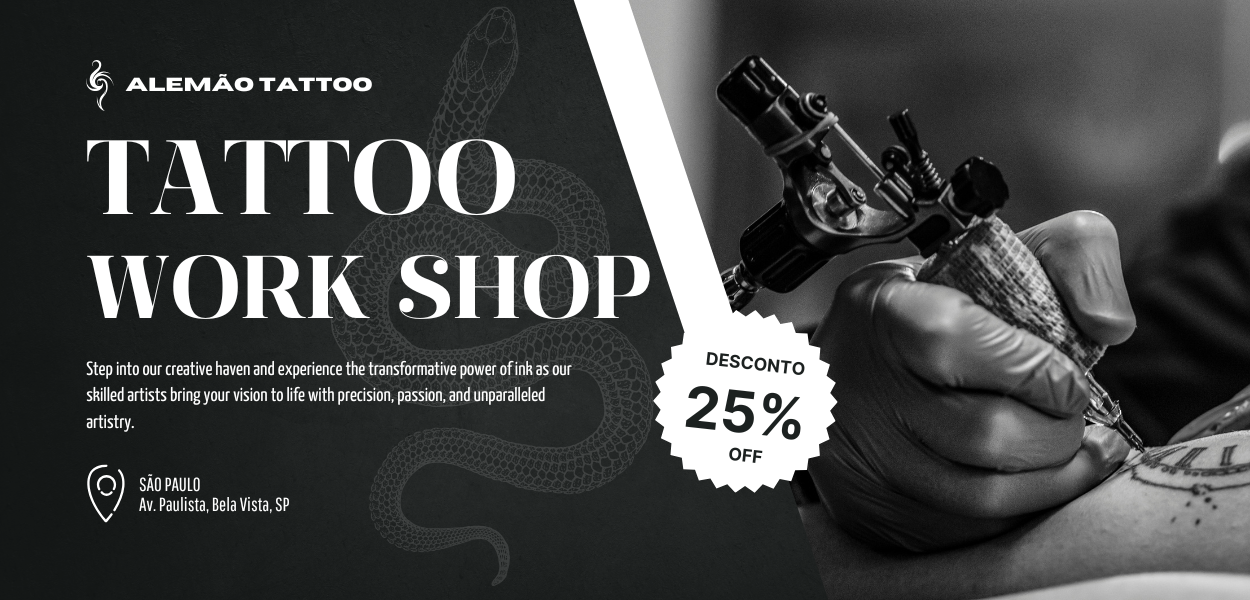 ALEMÃO TATTOO
TATTOO
WORK SHOP
Step into our creative haven and experience the transformative power of ink as our
skilled artists bring your vision to life with precision, passion, and unparalleled
artistry.
SÃO PAULO
Av. Paulista, Bela Vista, SP
DESCONTO
25%
OFF